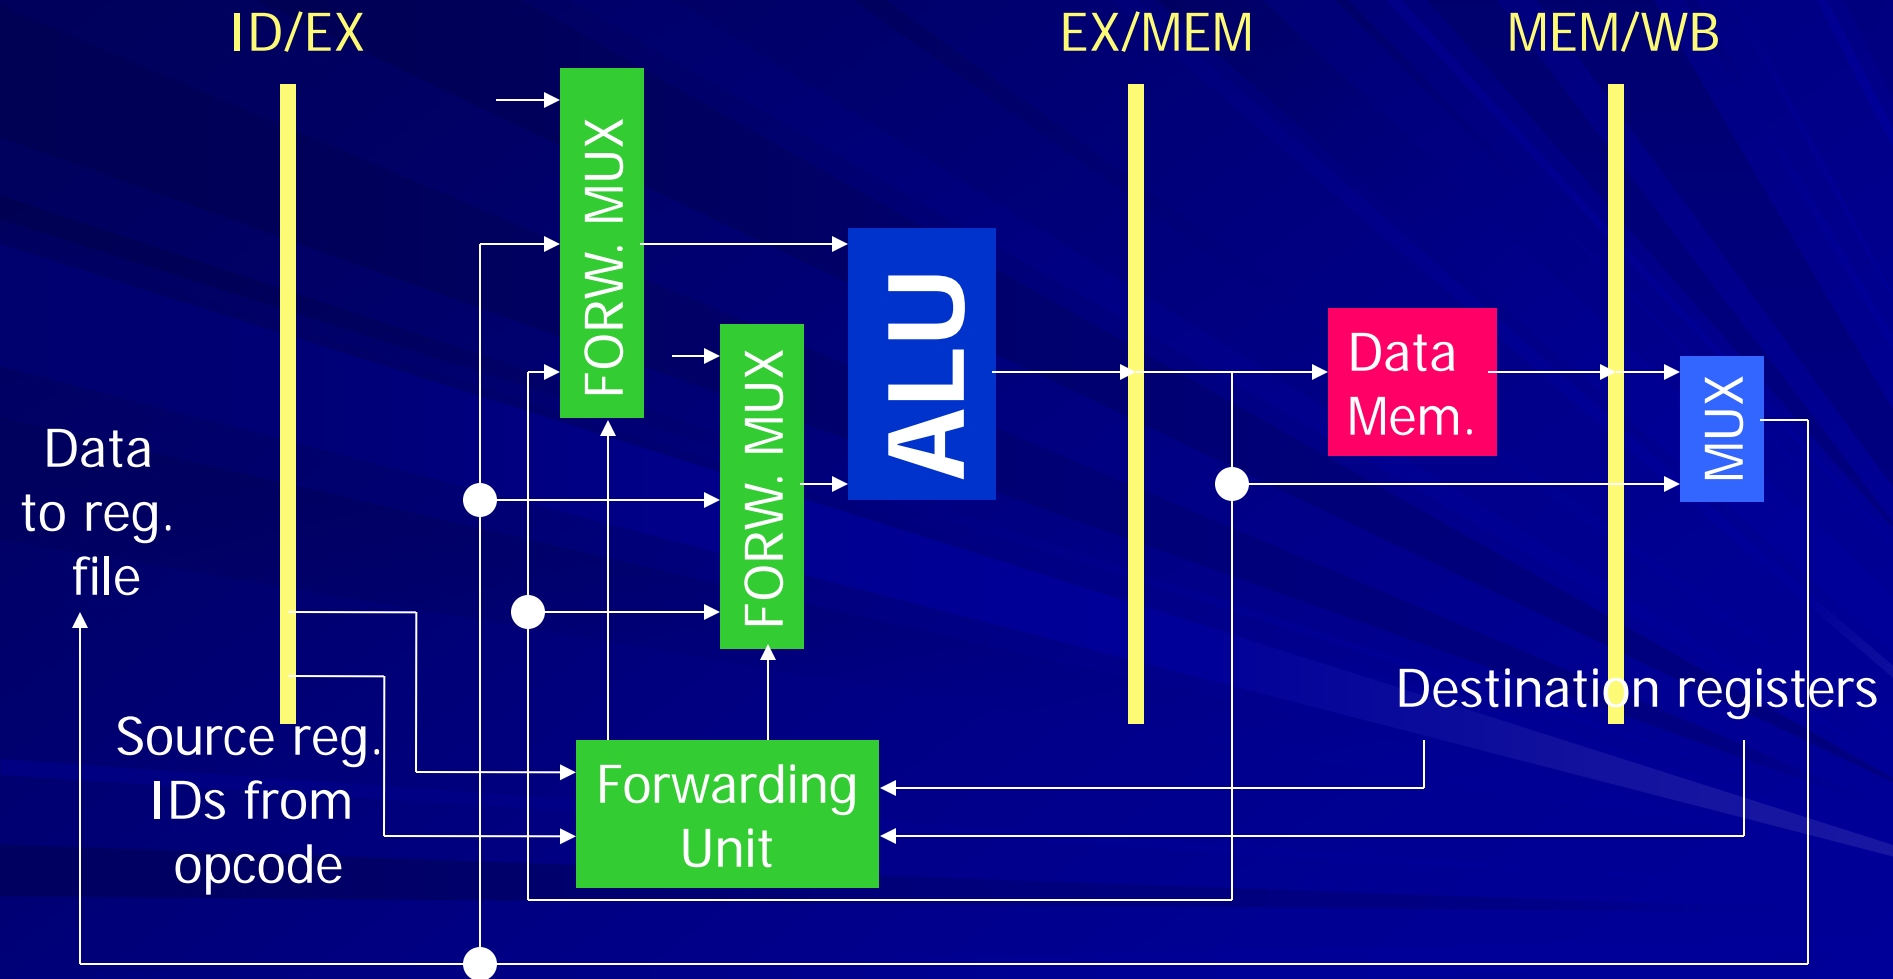 ID/EX
EX/MEM
MEM/WB
FORW. MUX
FORW. MUX
ALU
Data
Mem.
MUX
Data
to reg.
file
Destination registers
Source reg.
IDs from
opcode
Forwarding
Unit